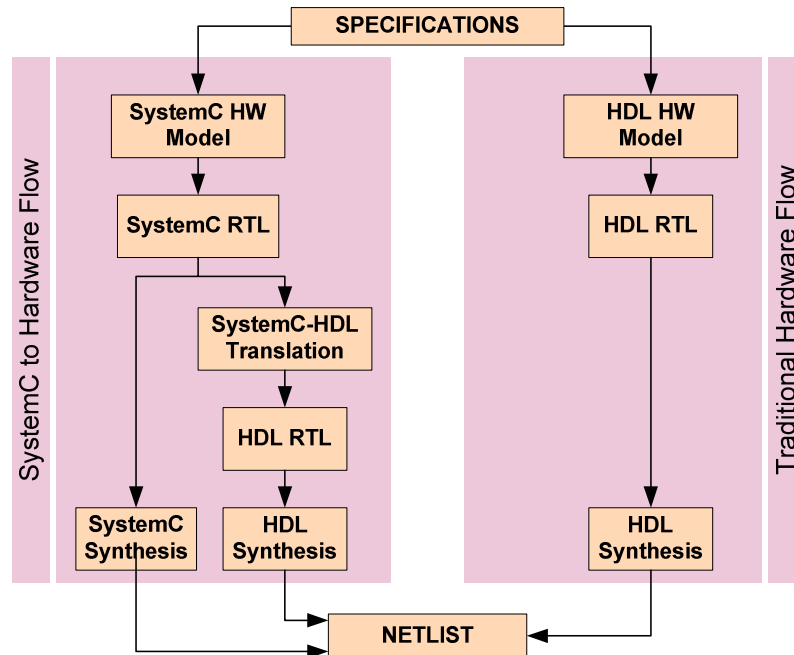 SPECIFICATIONS
SystemC to Hardware Flow
SystemC HW
Model
SystemC RTL
SystemC-HDL
Translation
HDL RTL
SystemC
Synthesis
HDL
Synthesis
HDL HW
Model
HDL RTL
HDL
Synthesis
Traditional Hardware Flow
NETLIST